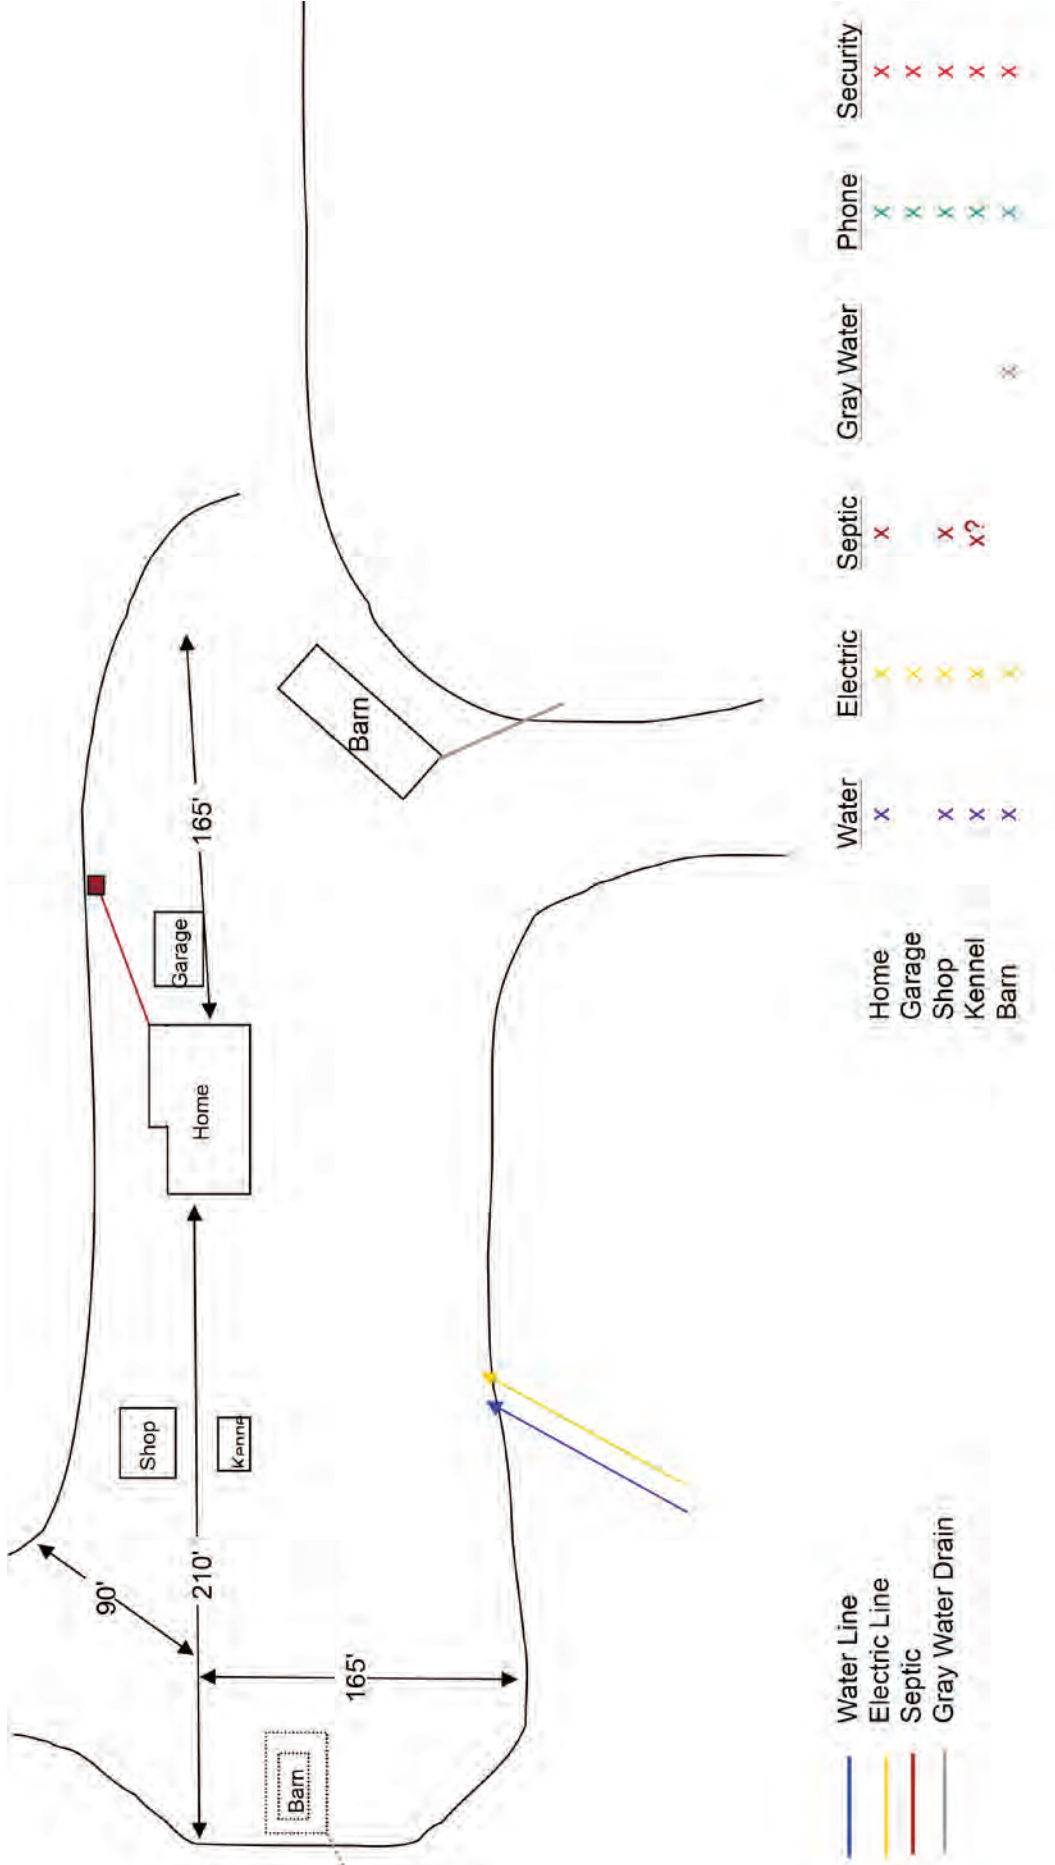 90'
210'
165'
165'
Shop
Kennel
Home
Garage
Barn
Barn
Water Line
Electric Line
Septic
Gray Water Drain
Water Electric Septic Gray Water Phone Security
Home x x x x x
Garage x x x
Shop x x x x x
Kennel x x x? x x
Barn x x x x x